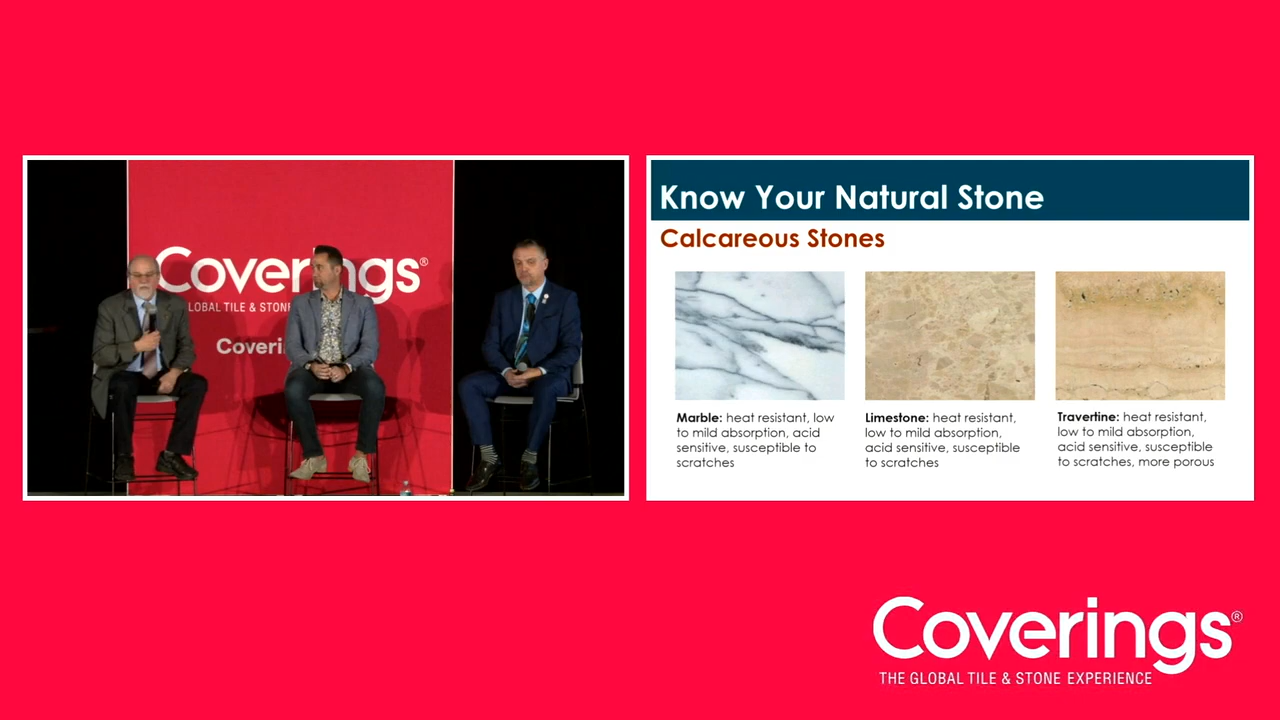 Coverings®
GLOBAL TILE & STONE
Coveri
Know Your Natural Stone
Calcareous Stones
Marble: heat resistant, low
to mild absorption, acid
sensitive, susceptible to
scratches
Limestone: heat resistant,
low to mild absorption,
acid sensitive, susceptible
to scratches
Travertine: heat resistant,
low to mild absorption,
acid sensitive, susceptible
to scratches, more porous
Coverings®
THE GLOBAL TILE & STONE EXPERIENCE